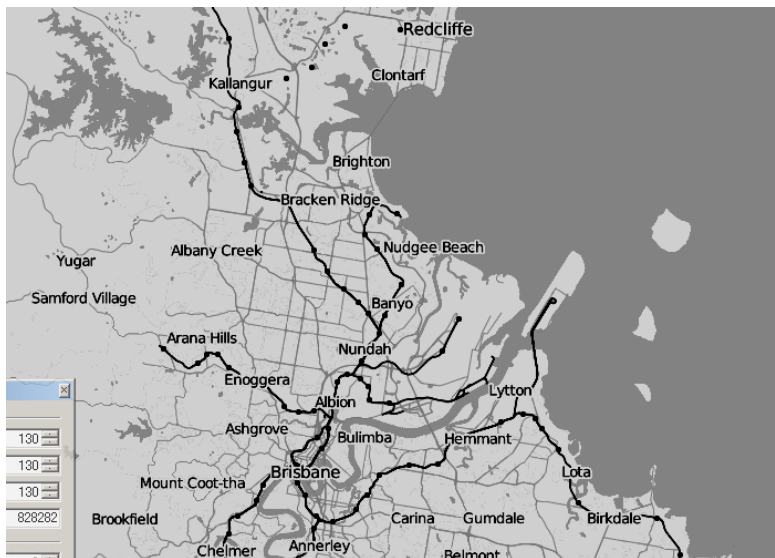 Redcliffe
Clontarf
Kallangur
Brighton
Bracken Ridge
Nudgee Beach
Albany Creek
Yugar
Samford Village
Banyo
Arana Hills
Nundah
Enoggera
Lytton
Albion
Ashgrove
Bulimba
Hemmant
130
130
130
828282
Brisbane
Lota
Mount Coot-tha
Brookfield
Carina
Gumdale
Birkdale
Chelmer
Annerley
Belmont